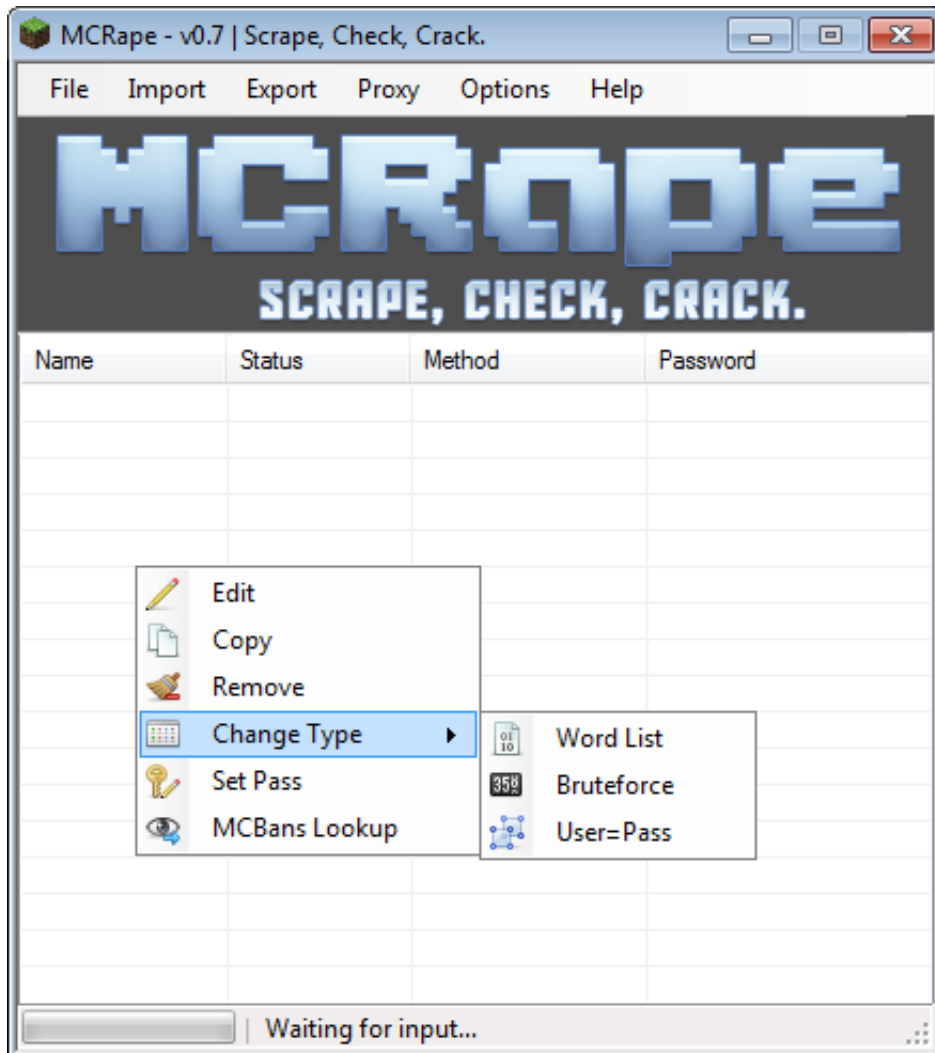 MCRape - v0.7 | Scrape, Check, Crack.
File Import Export Proxy Options Help
MCRape
SCRAPE, CHECK, CRACK.
Name Status Method Password
Edit
Copy
Remove
Change Type
Word List
Set Pass
Bruteforce
MCBans Lookup
User=Pass
Waiting for input...